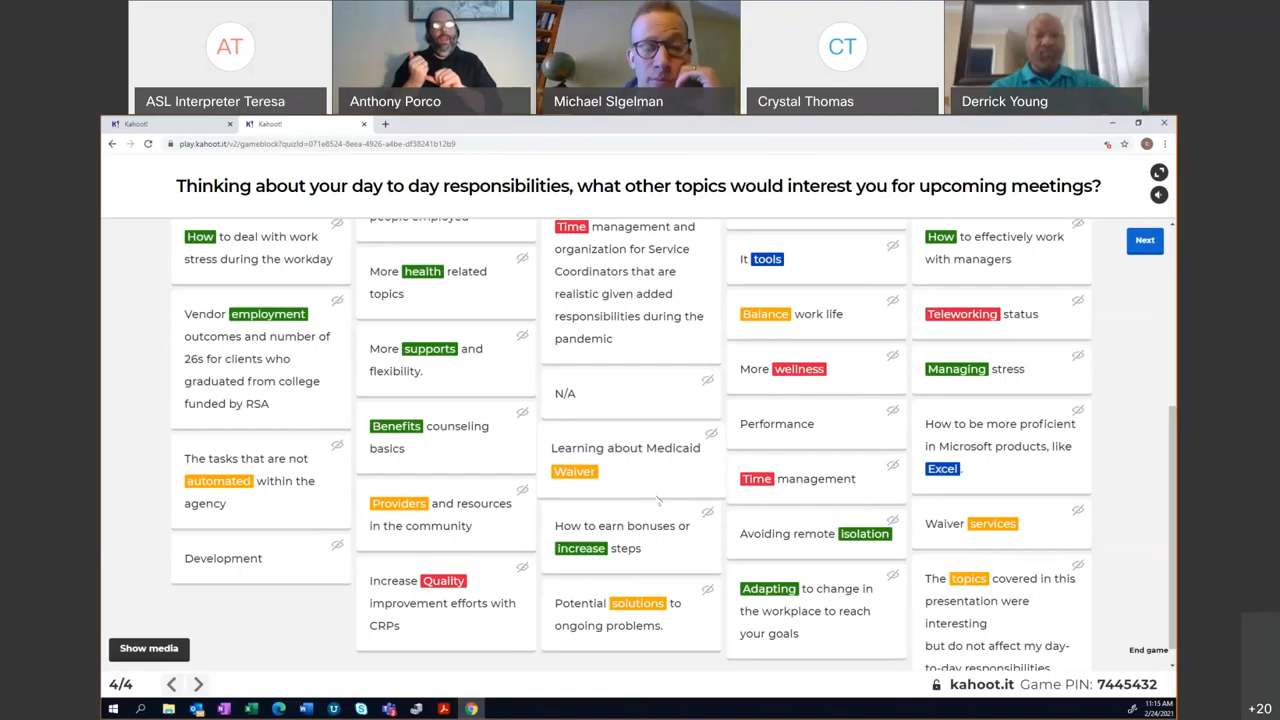 AT
ASL Interpreter Teresa
Anthony Porco
Michael SIgelman
CT
Crystal Thomas
Derrick Young
Kahoot!
Kahoot!
play.kahoot.it/v2/gameblock?quizId=071e8524-8eea-4926-a4be-df38241b12b9
Thinking about your day to day responsibilities, what other topics would interest you for upcoming meetings?
Next
How to deal with work
stress during the workday
Vendor employment
outcomes and number of
26s for clients who
graduated from college
funded by RSA
The tasks that are not
automated within the
agency
Development
people employed
More health related
topics
More supports and
flexibility.
Benefits counseling
basics
Providers and resources
in the community
Increase Quality
improvement efforts with
CRPs
Time management and
organization for Service
Coordinators that are
realistic given added
responsibilities during the
pandemic
N/A
Learning about Medicaid
Waiver
How to earn bonuses or
increase steps
Potential solutions to
ongoing problems.
It tools
Balance work life
More wellness
Performance
Time management
Avoiding remote isolation
Adapting to change in
the workplace to reach
your goals
How to effectively work
with managers
Teleworking status
Managing stress
How to be more proficient
in Microsoft products, like
Excel.
Waiver services
The topics covered in this
presentation were
interesting
but do not affect my day-
to-day responsibilities
Show media
End game
4/4
kahoot.it Game PIN: 7445432
11:15 AM
2/24/2021
+20